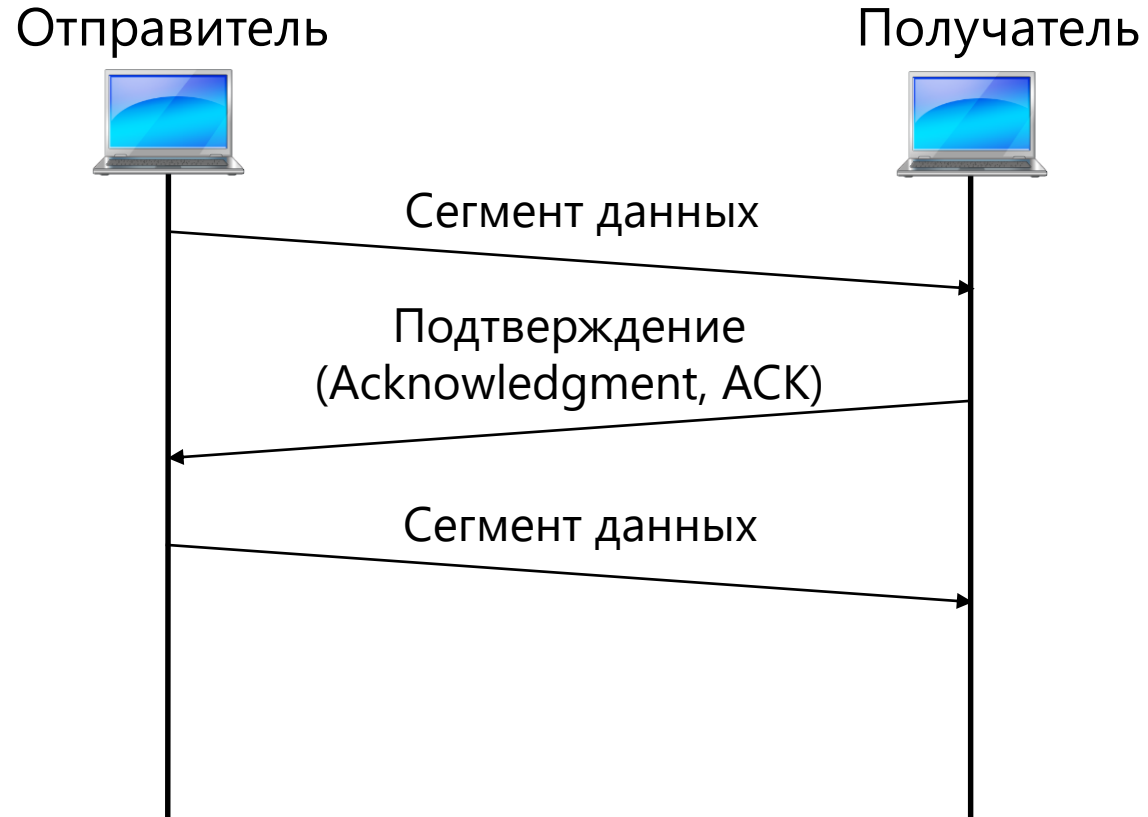 Отправитель
Получатель
Сегмент данных
Подтверждение
(Acknowledgment, ACK)
Сегмент данных